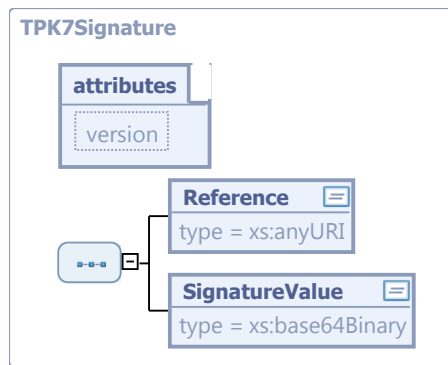 TPK7Signature
attributes
version
Reference
type = xs:anyURI
SignatureValue
type = xs:base64Binary